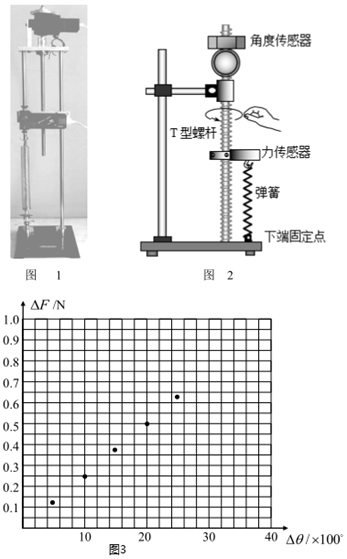 角度传感器
T型螺杆
力传感器
弹簧
下端固定点
图 1
图 2
ΔF /N
1.0
0.9
0.8
0.7
0.6
0.5
0.4
0.3
0.2
0.1
10 20 30 40
Δθ /×100°
图3